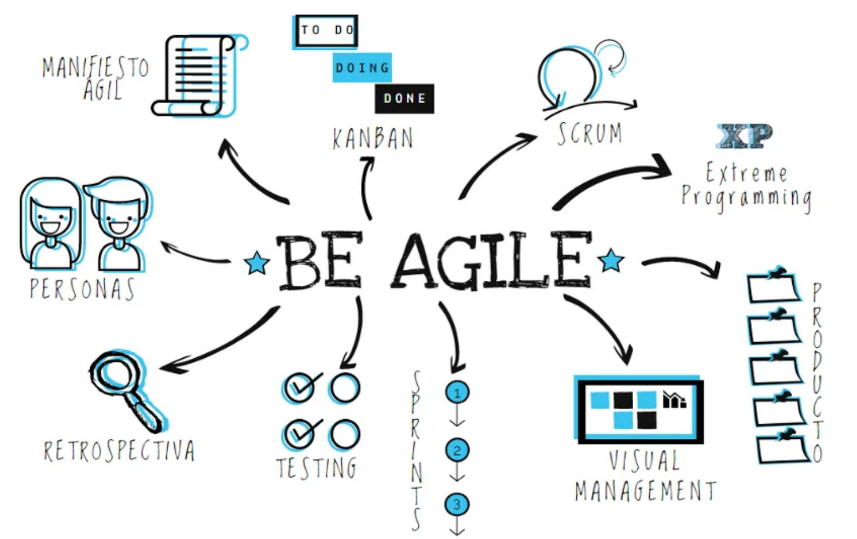 MANIFIESTO
ÁGIL
TO DO
DOING
DONE
KANBAN
SCRUM
XP
Extreme
Programming
PERSONAS
BE AGILE
PRODUCTO
RETROSPECTIVA
TESTING
SPRINTS
1
2
3
VISUAL
MANAGEMENT